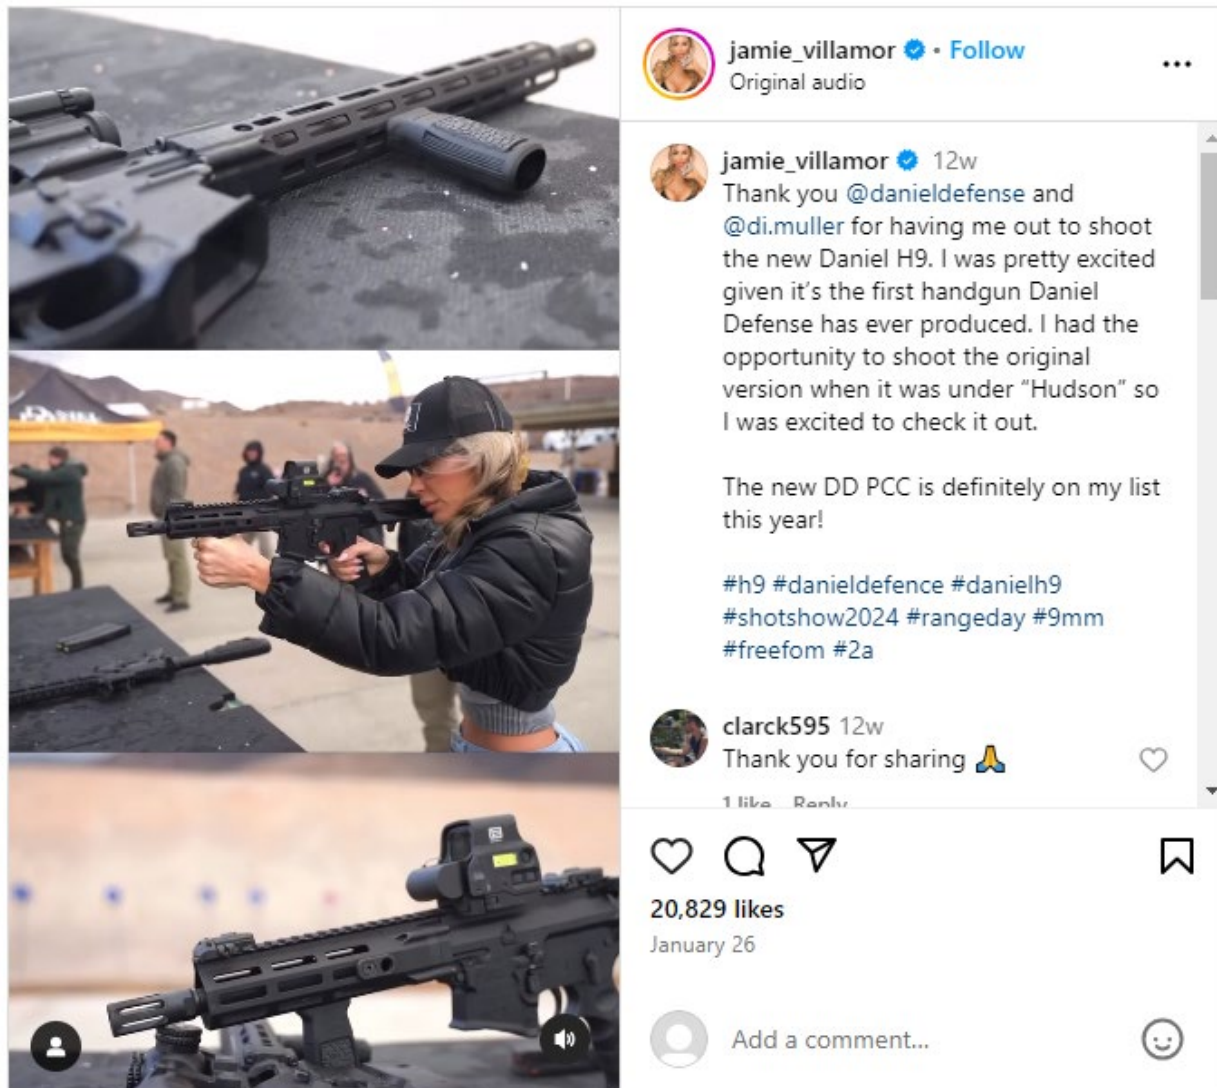 jamie_villamor • Follow
Original audio
jamie_villamor 12w
Thank you @danieldefense and
@di.muller for having me out to shoot
the new Daniel H9. I was pretty excited
given it’s the first handgun Daniel
Defense has ever produced. I had the
opportunity to shoot the original
version when it was under “Hudson” so
I was excited to check it out.
The new DD PCC is definitely on my list
this year!
#h9 #danieldefence #danielh9
#shotshow2024 #rangeday #9mm
#freefom #2a
clarck595 12w
Thank you for sharing 🙏
1 like Reply
20,829 likes
January 26
Add a comment...